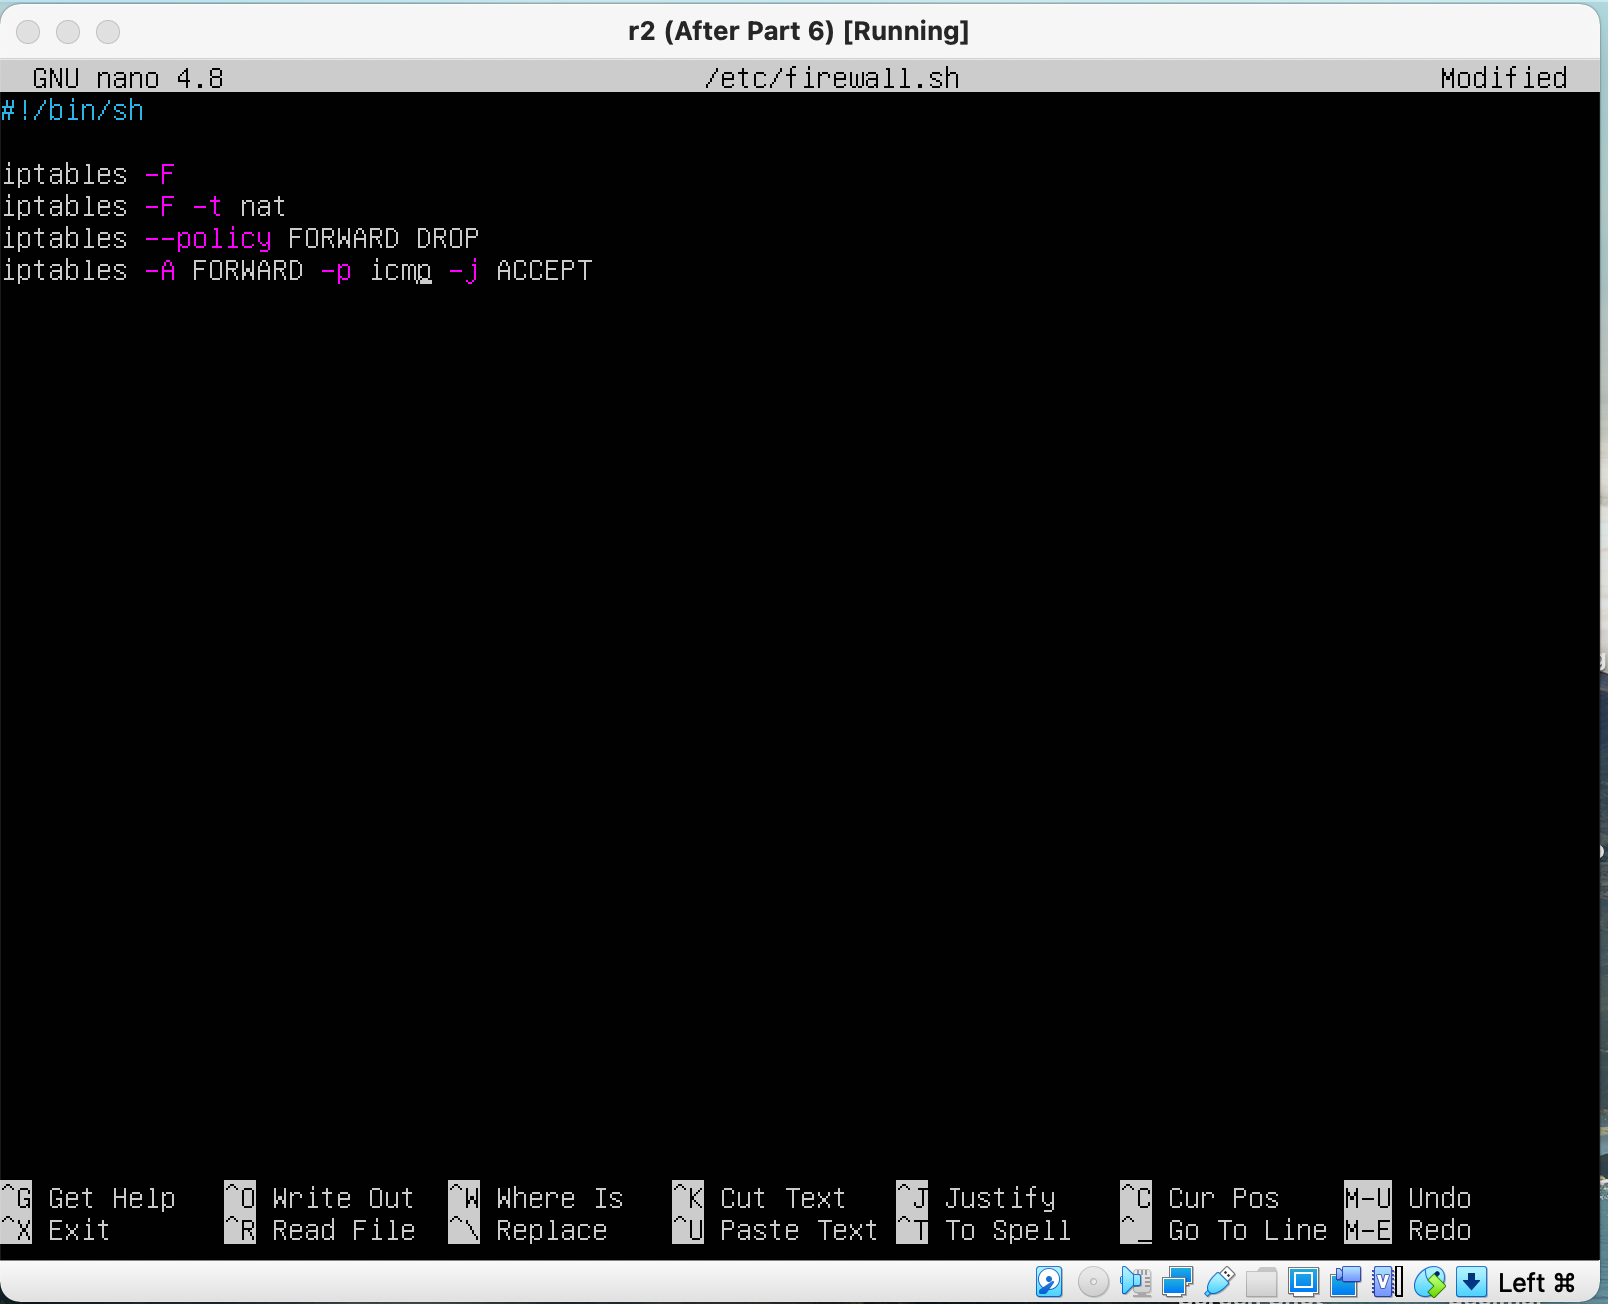 r2 (After Part 6) [Running]
GNU nano 4.8 /etc/firewall.sh Modified
#!/bin/sh
iptables -F
iptables -F -t nat
iptables --policy FORWARD DROP
iptables -A FORWARD -p icmp -j ACCEPT
^G Get Help ^O Write Out ^W Where Is ^K Cut Text ^J Justify ^C Cur Pos M-U Undo
^X Exit ^R Read File ^\ Replace ^U Paste Text ^T To Spell ^_ Go To Line M-E Redo
Left ⌘